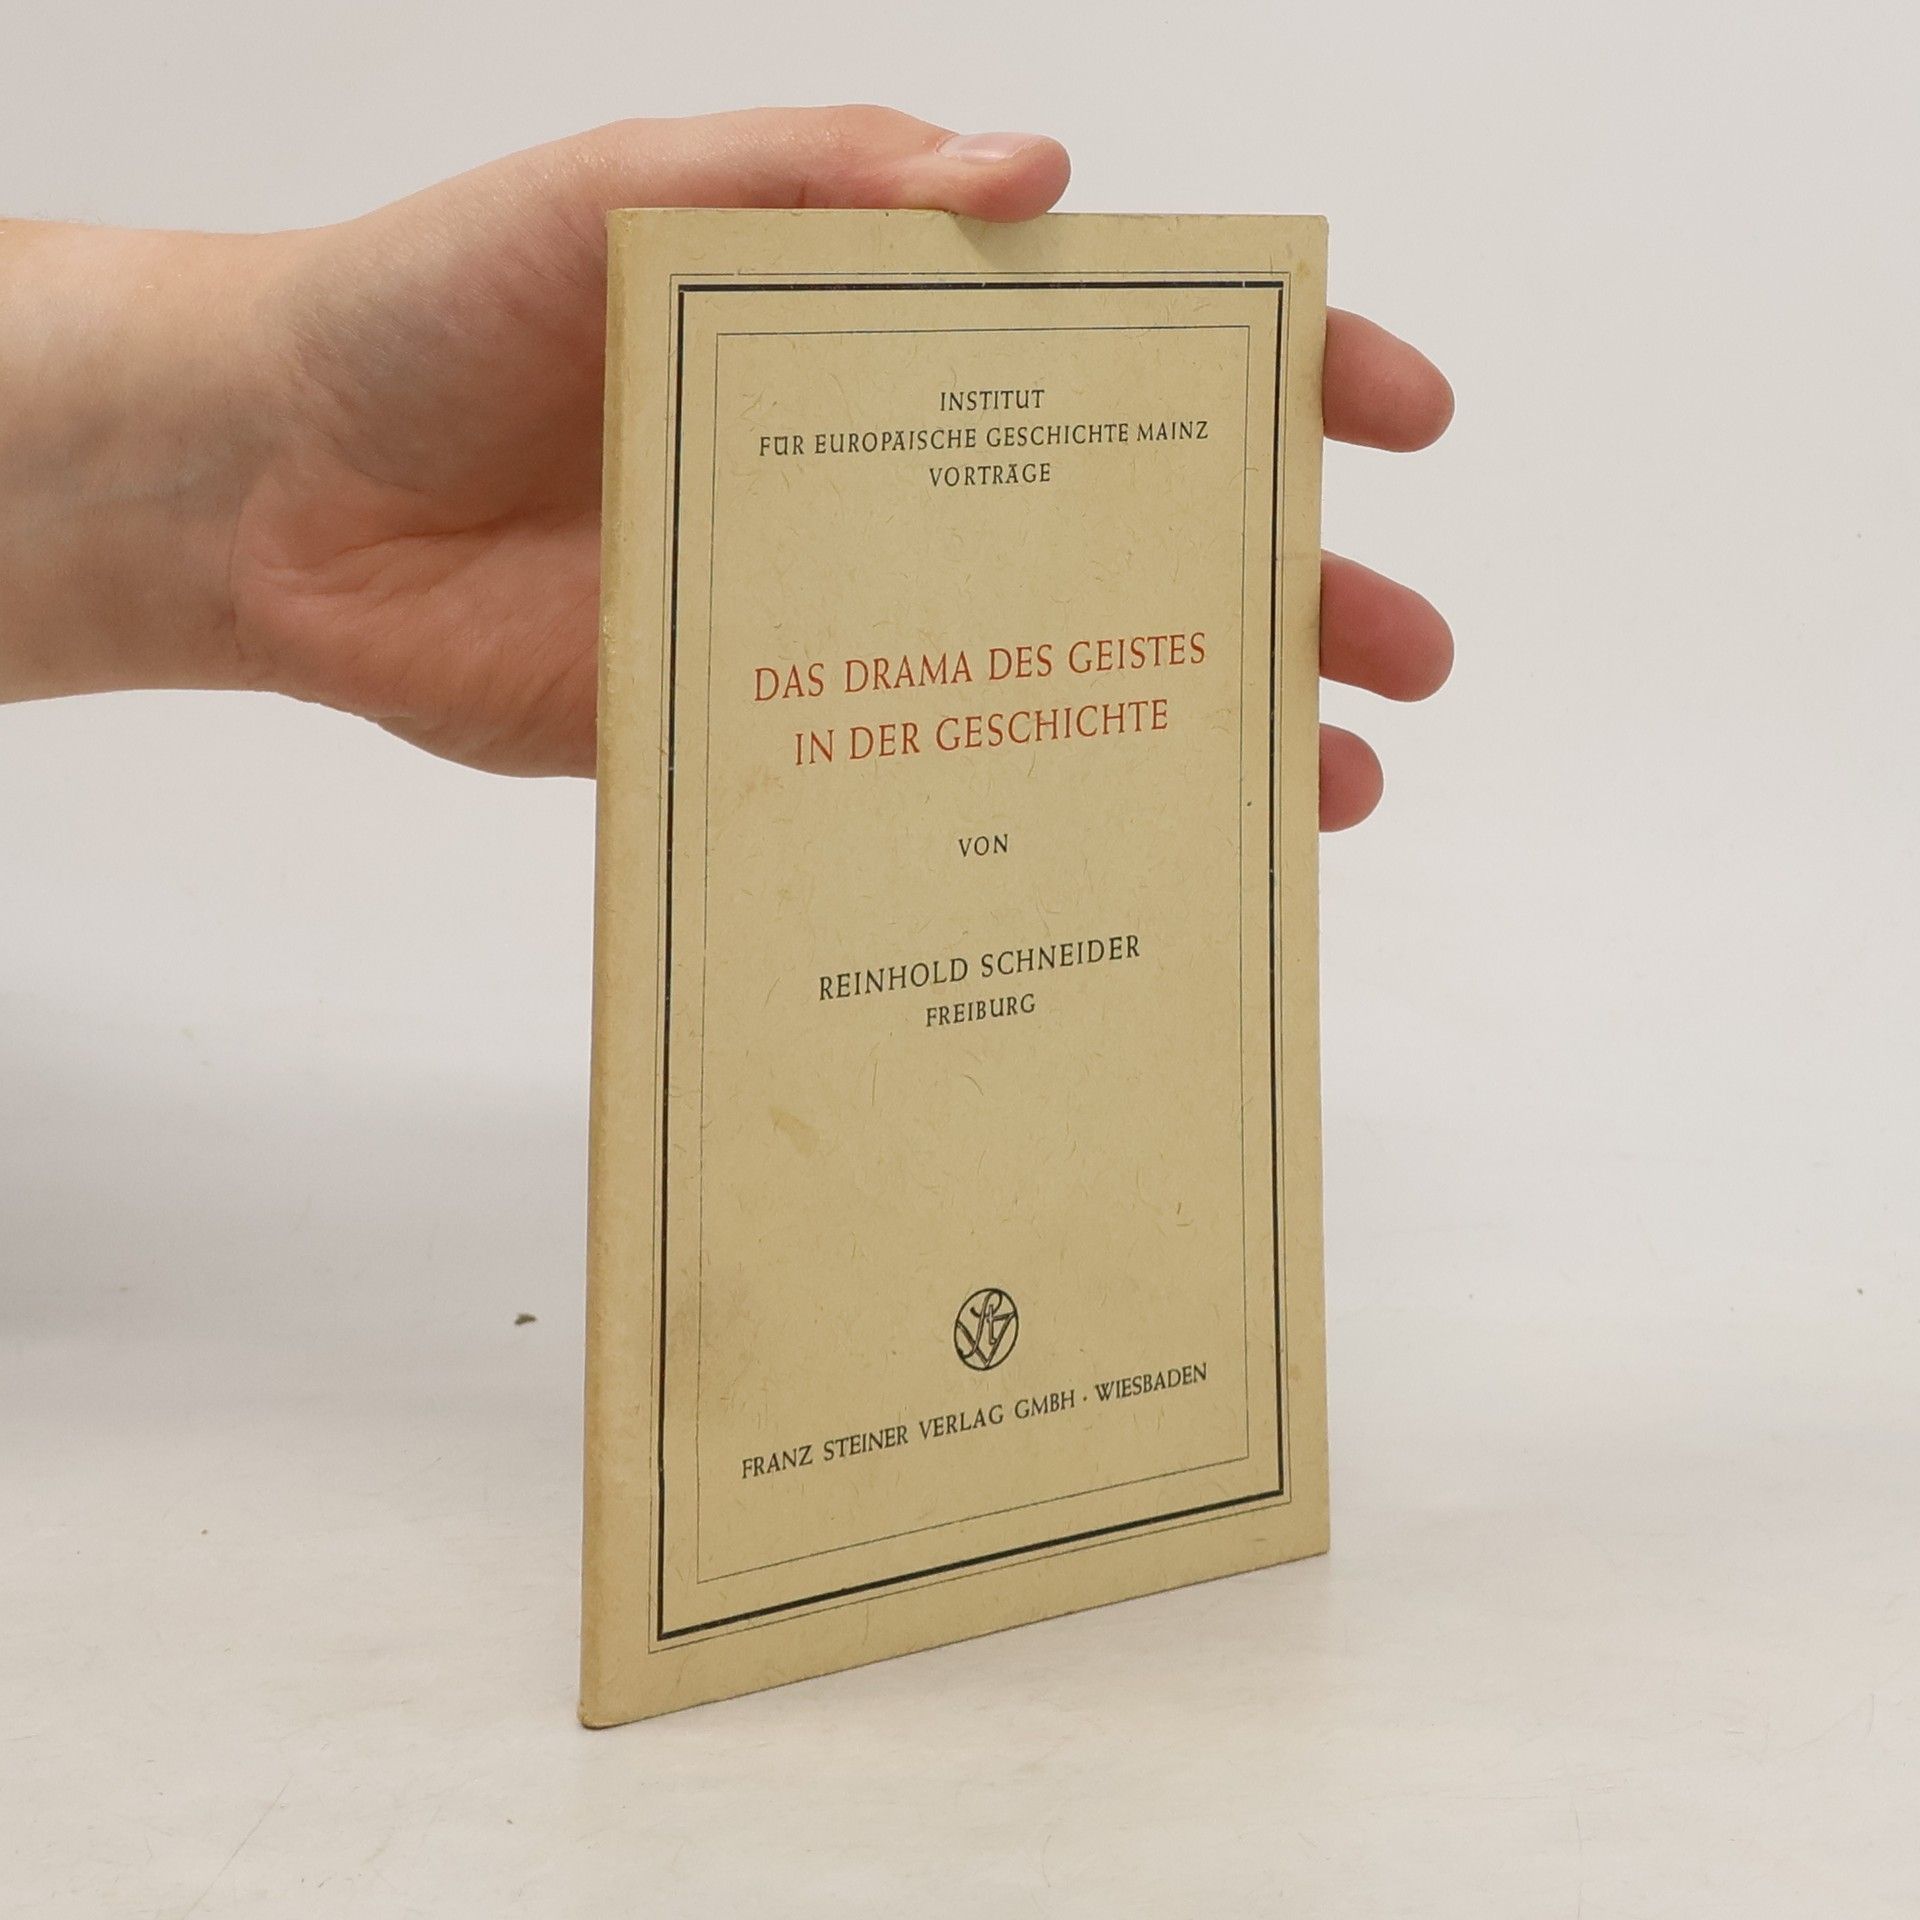 INSTITUT
FÜR EUROPÄISCHE GESCHICHTE MAINZ
VORTRÄGE
DAS DRAMA DES GEISTES
IN DER GESCHICHTE
VON
REINHOLD SCHNEIDER
FREIBURG
FRANZ STEINER VERLAG GMBH · WIESBADEN